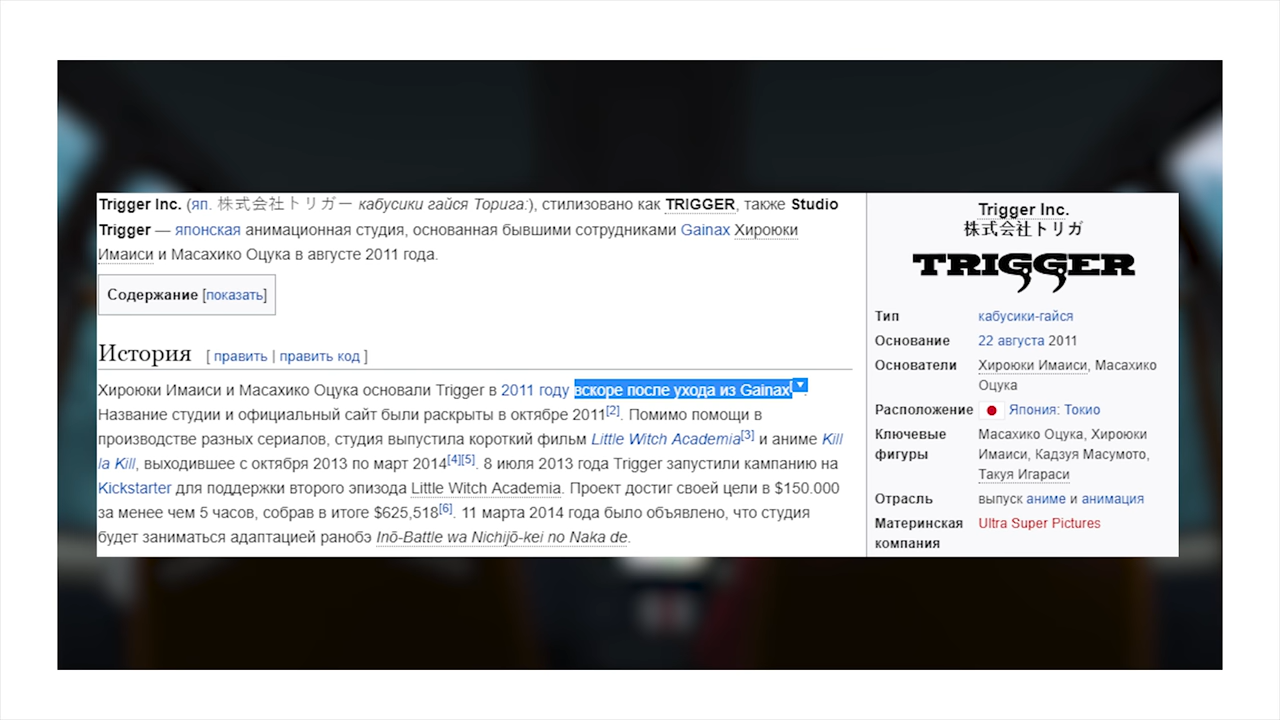 Trigger Inc. (яп. 株式会社トリガー кабусики гайся Торига:), стилизовано как TRIGGER, также Studio
Trigger — японская анимационная студия, основанная бывшими сотрудниками Gainax Хироюки
Имаиси и Масахико Оцука в августе 2011 года.
Содержание [показать]
История [ править | править код ]
Хироюки Имаиси и Масахико Оцука основали Trigger в 2011 году вскоре после ухода из Gainax.
Название студии и официальный сайт были раскрыты в октябре 2011[2]. Помимо помощи в
производстве разных сериалов, студия выпустила короткий фильм Little Witch Academia[3] и аниме Kill
la Kill, выходившее с октября 2013 по март 2014[4][5]. 8 июля 2013 года Trigger запустили кампанию на
Kickstarter для поддержки второго эпизода Little Witch Academia. Проект достиг своей цели в $150.000
за менее чем 5 часов, собрав в итоге $625,518[6]. 11 марта 2014 года было объявлено, что студия
будет заниматься адаптацией ранобэ Inō-Battle wa Nichijō-kei no Naka de.
Trigger Inc.
株式会社トリガ
TRIGGER
Тип кабусики-гайся
Основание 22 августа 2011
Основатели Хироюки Имаиси, Масахико
Оцука
Расположение Япония: Токио
Ключевые Масахико Оцука, Хироюки
фигуры Имаиси, Кадзуя Масумото,
Такуя Игараси
Отрасль выпуск аниме и анимация
Материнская Ultra Super Pictures
компания